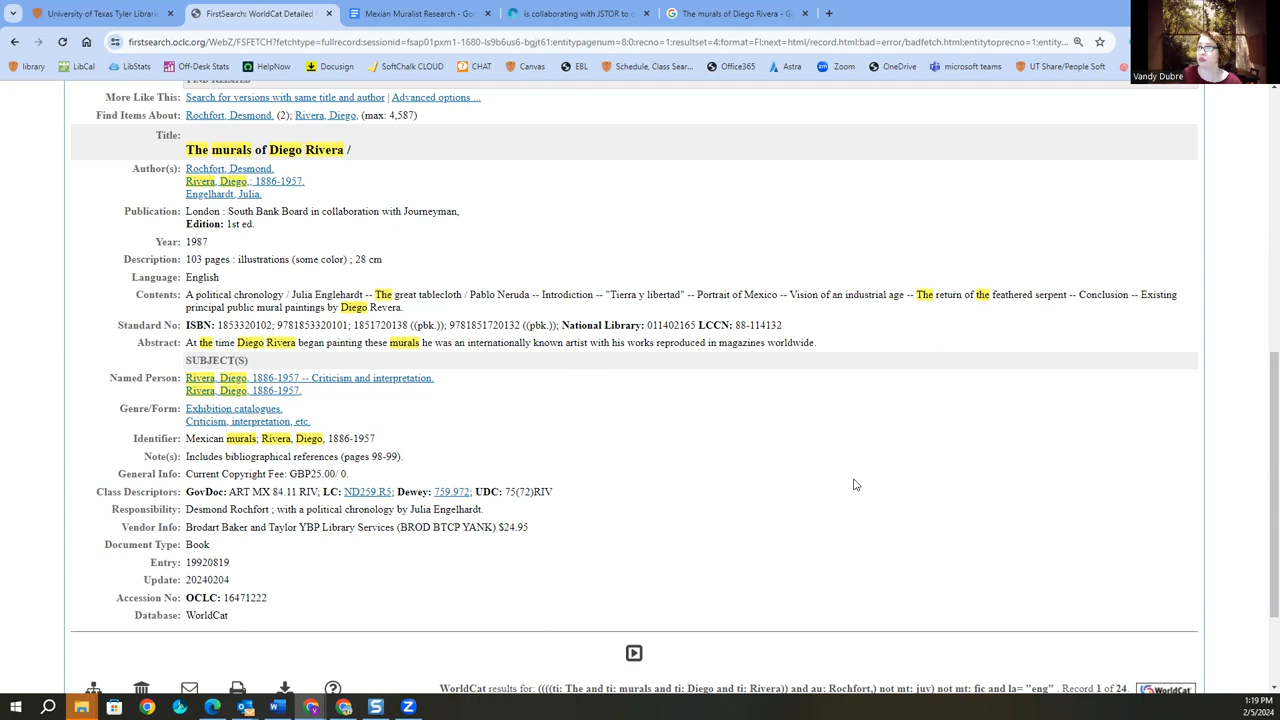 University of Texas Tyler Librarie
FirstSearch: WorldCat Detailed
Mexian Muralist Research - Goo
is collaborating with JSTOR to e
The murals of Diego Rivera - Go
firstsearch.oclc.org/WebZ/FSFETCH?fetchtype=fullrecord:sessionid=fsap01pxm1-1680-ls9b6us6-bgjt61:entitypagenum=8:0:recno=1:resultset=4:format=FI:next=html/record.html:bad=error/badfetch.html:entitytoprecno=1:entity...
library LibCal LibStats Off-Desk Stats HelpNow Docusign SoftChalk CLOUD CHT Canvas EBL Schedule, Class Sear... Office365 Astra Zoom OneDrive microsoft teams UT Share/People Soft
Vandy Dubre
FIND RELATED
More Like This: Search for versions with same title and author | Advanced options ...
Find Items About: Rochfort, Desmond. (2); Rivera, Diego, (max: 4,587)
Title:
The murals of Diego Rivera /
Author(s): Rochfort, Desmond.
Rivera, Diego,; 1886-1957.
Engelhardt, Julia.
Publication: London : South Bank Board in collaboration with Journeyman,
Edition: 1st ed.
Year: 1987
Description: 103 pages : illustrations (some color) ; 28 cm
Language: English
Contents: A political chronology / Julia Englehardt -- The great tablecloth / Pablo Neruda -- Introdiction -- "Tierra y libertad" -- Portrait of Mexico -- Vision of an industrial age -- The return of the feathered serpent -- Conclusion -- Existing
principal public mural paintings by Diego Revera.
Standard No: ISBN: 1853320102; 9781853320101; 1851720138 ((pbk.)); 9781851720132 ((pbk.)); National Library: 011402165 LCCN: 88-114132
Abstract: At the time Diego Rivera began painting these murals he was an internationally known artist with his works reproduced in magazines worldwide.
SUBJECT(S)
Named Person: Rivera, Diego, 1886-1957 -- Criticism and interpretation.
Rivera, Diego, 1886-1957.
Genre/Form: Exhibition catalogues.
Criticism, interpretation, etc.
Identifier: Mexican murals; Rivera, Diego, 1886-1957
Note(s): Includes bibliographical references (pages 98-99).
General Info: Current Copyright Fee: GBP25.00/ 0.
Class Descriptors: GovDoc: ART MX 84.11 RIV; LC: ND259.R5; Dewey: 759.972; UDC: 75(72)RIV
Responsibility: Desmond Rochfort ; with a political chronology by Julia Engelhardt.
Vendor Info: Brodart Baker and Taylor YBP Library Services (BROD BTCP YANK) $24.95
Document Type: Book
Entry: 19920819
Update: 20240204
Accession No: OCLC: 16471222
Database: WorldCat
WorldCat results for: ((((ti: The and ti: murals and ti: Diego and ti: Rivera)) and au: Rochfort,) not mt: juv) not mt: fic and la= "eng" . Record 1 of 24.
WorldCat
1:19 PM
2/5/2024